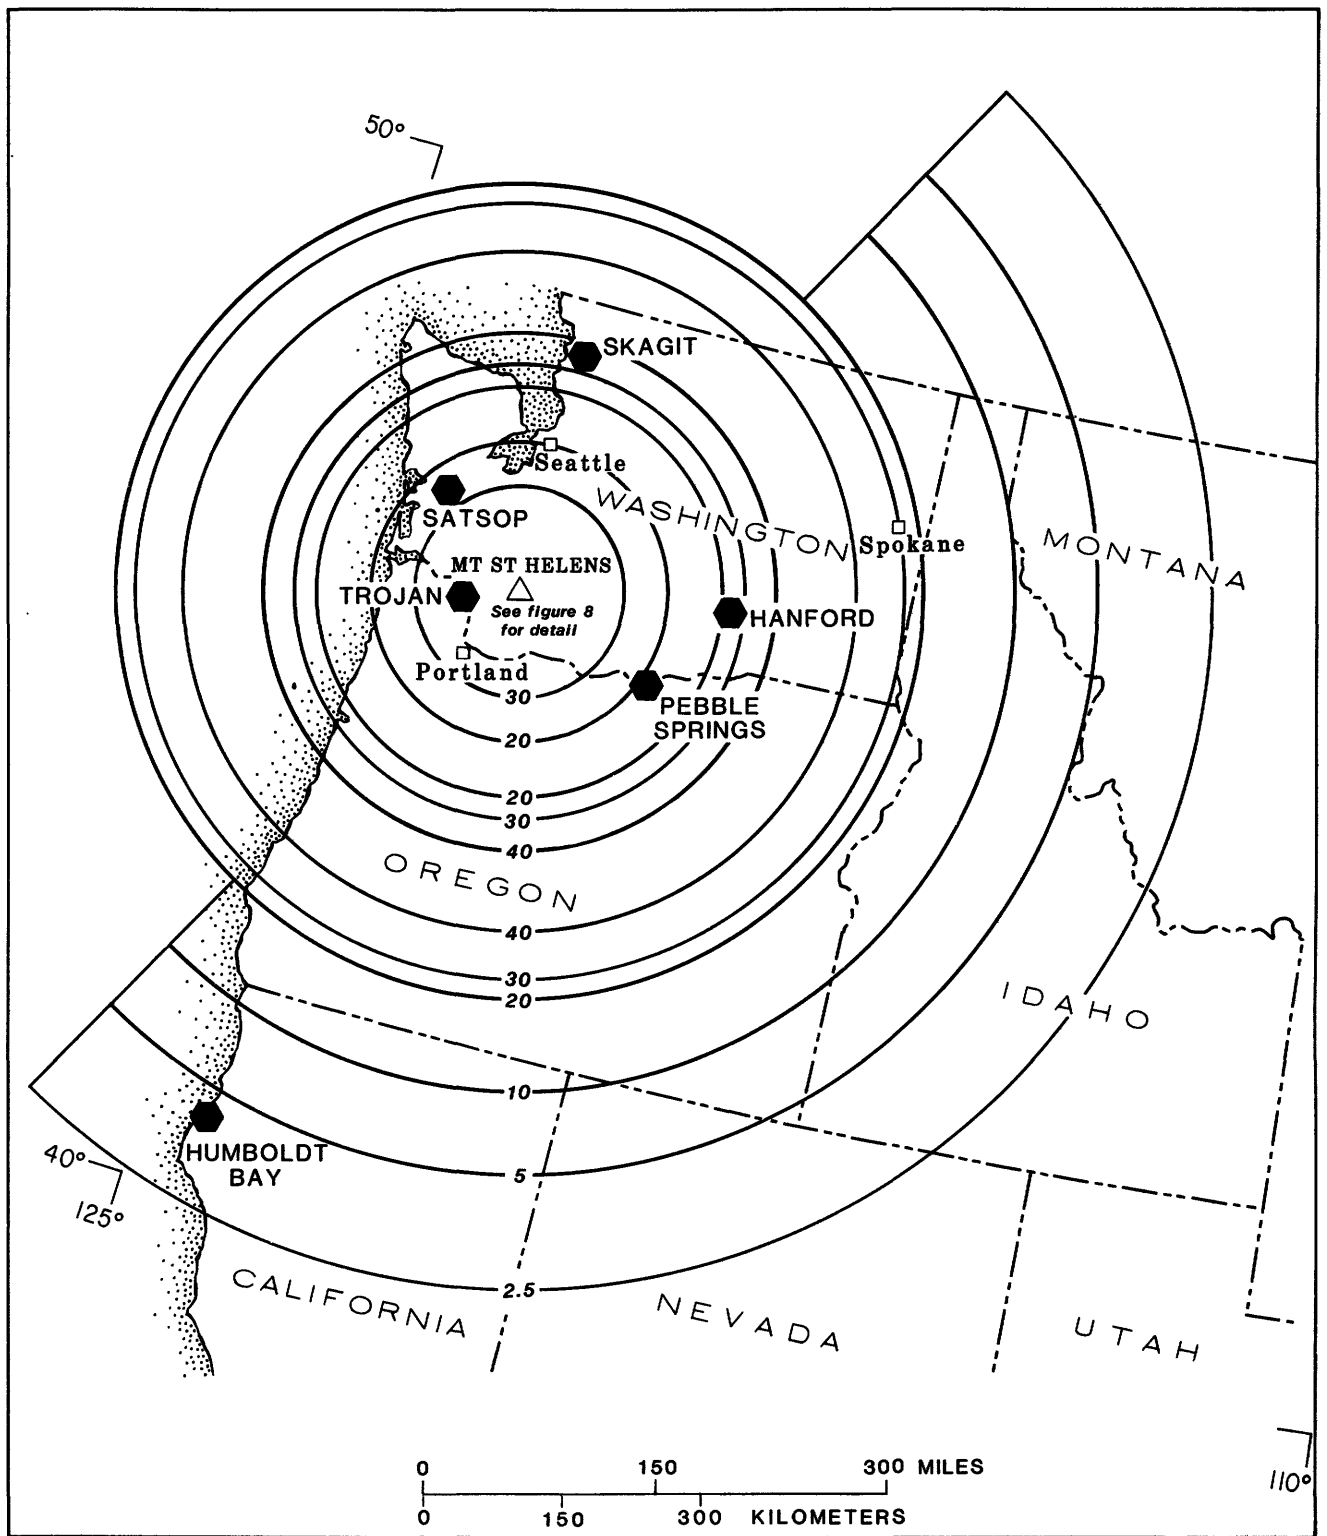 50°
SKAGIT
Seattle
WASHINGTON
SATSOP
Spokane
MONTANA
MT ST HELENS
TROJAN
See figure 8
for detail
HANFORD
Portland
30
PEBBLE
SPRINGS
20
20
30
40
OREGON
40
30
20
IDAHO
10
HUMBOLDT
BAY
40°
5
125°
CALIFORNIA
2.5
NEVADA
UTAH
110°
0 150 300 MILES
0 150 300 KILOMETERS